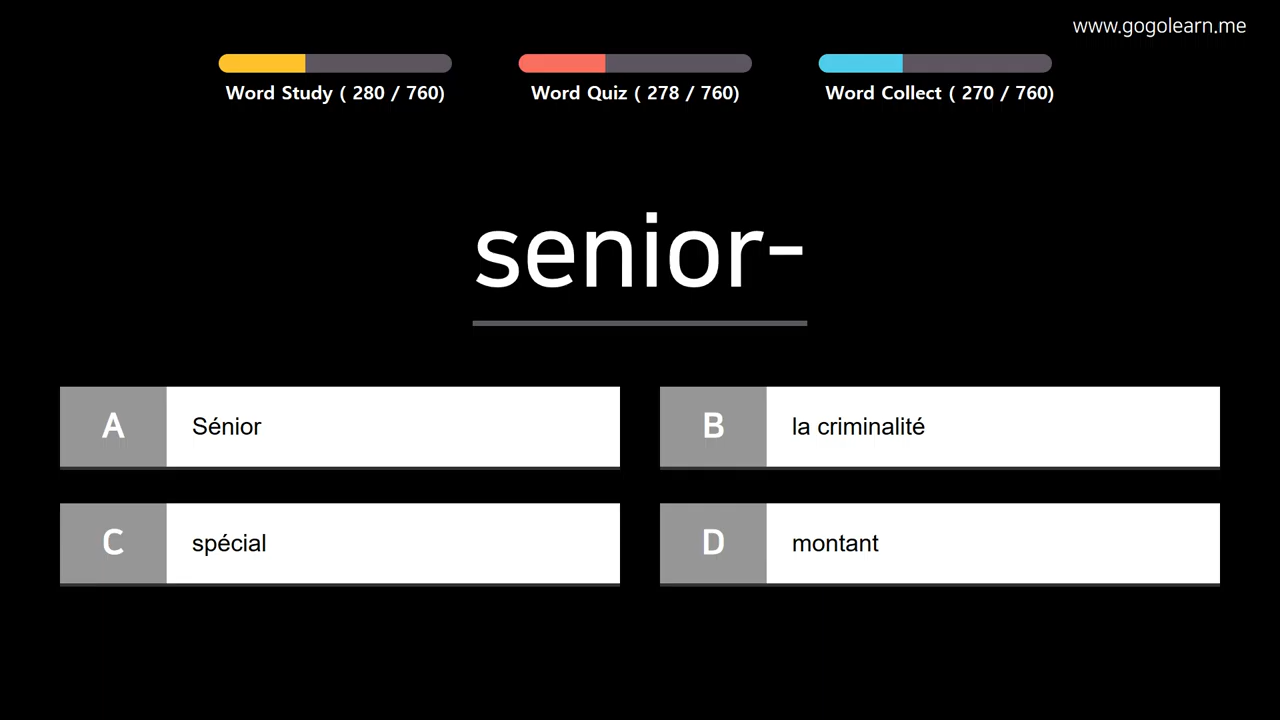 www.gogolearn.me
Word Study ( 280 / 760)
Word Quiz ( 278 / 760)
Word Collect ( 270 / 760)
senior-
A Sénior
B la criminalité
C spécial
D montant